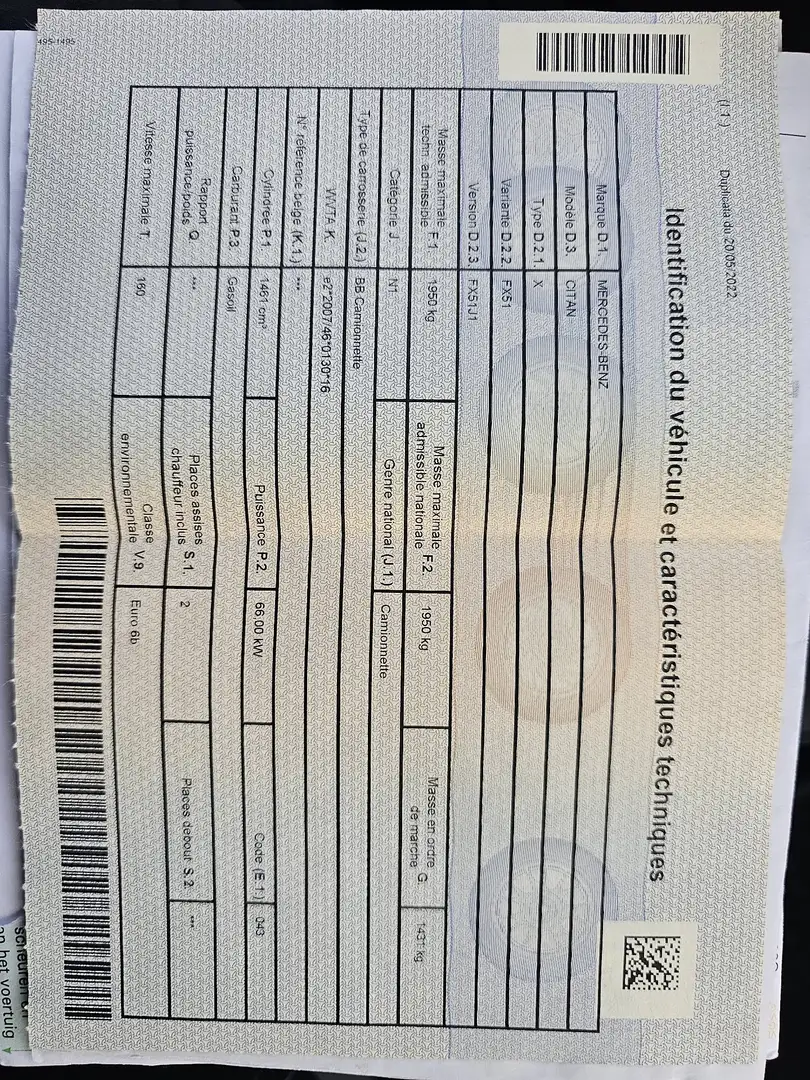 (I.1.) Duplicata du 20/05/2022
Identification du véhicule et caractéristiques techniques
Marque D.1. MERCEDES-BENZ
Modèle D.3. CITAN
Type D.2.1. X
Variante D.2.2. FX51
Version D.2.3. FX51J1
Masse maximale techn. admissible F.1. 1950 kg Masse maximale admissible nationale F.2. 1950 kg Masse en ordre de marche G. 1431 kg
Catégorie J. N1 Genre national (J.1.) Camionnette
Type de carrosserie (J.2.) BB Camionnette
WVTA K. e2*2007/46*0130*16
N° référence belge (K.1.) ***
Cylindrée P.1. 1461 cm³ Puissance P.2. 66.00 kW Code (E.1.) 043
Carburant P.3. Gasoil
Rapport puissance/poids Q. *** Places assises chauffeur inclus S.1. 2 Places debout S.2. ***
Vitesse maximale T. 160 Classe environnementale V.9. Euro 6b
495-1495
scheuren en
an het voertuig